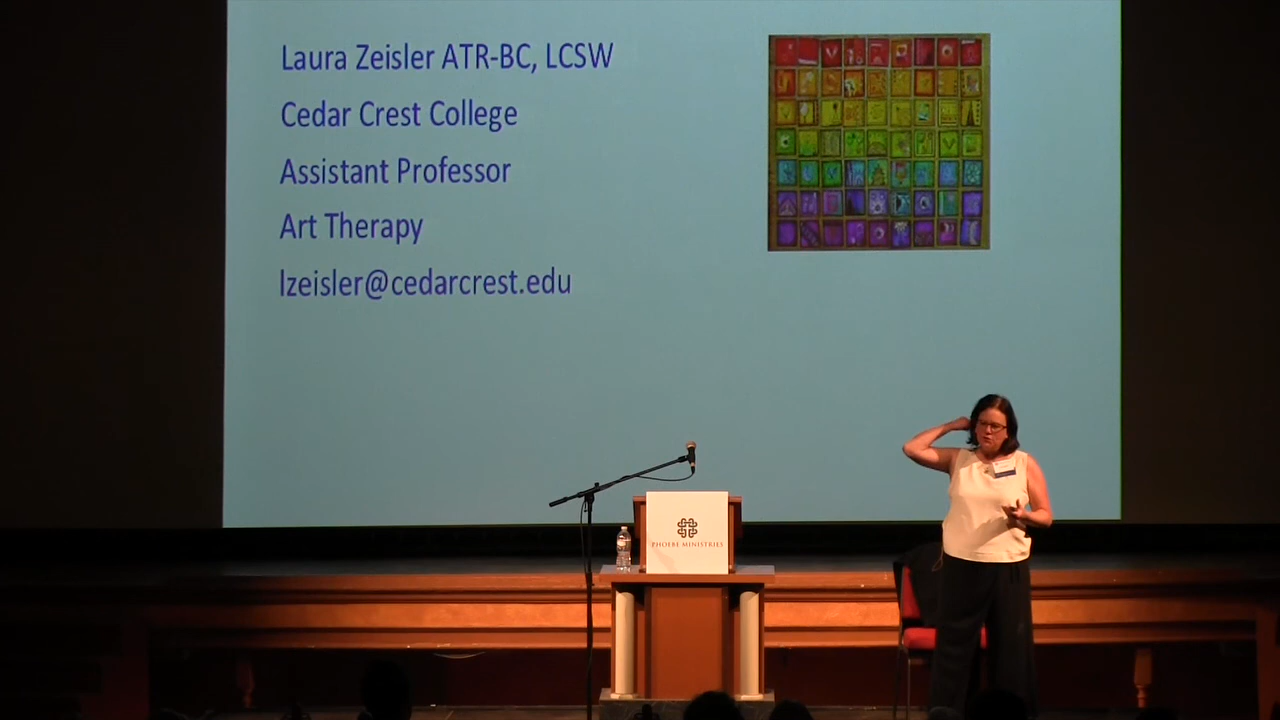 Laura Zeisler ATR-BC, LCSW
Cedar Crest College
Assistant Professor
Art Therapy
lzeisler@cedarcrest.edu
PHOEBE MINISTRIES